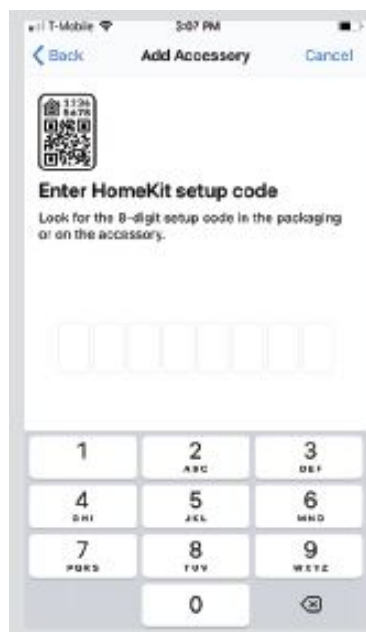 T-Mobile 3:07 PM
Back Add Accessory Cancel
1234
5678
Enter HomeKit setup code
Look for the 8-digit setup code in the packaging
or on the accessory.
1 2 3
ABC DEF
4 5 6
GHI JKL MNO
7 8 9
PQRS TUV WXYZ
0